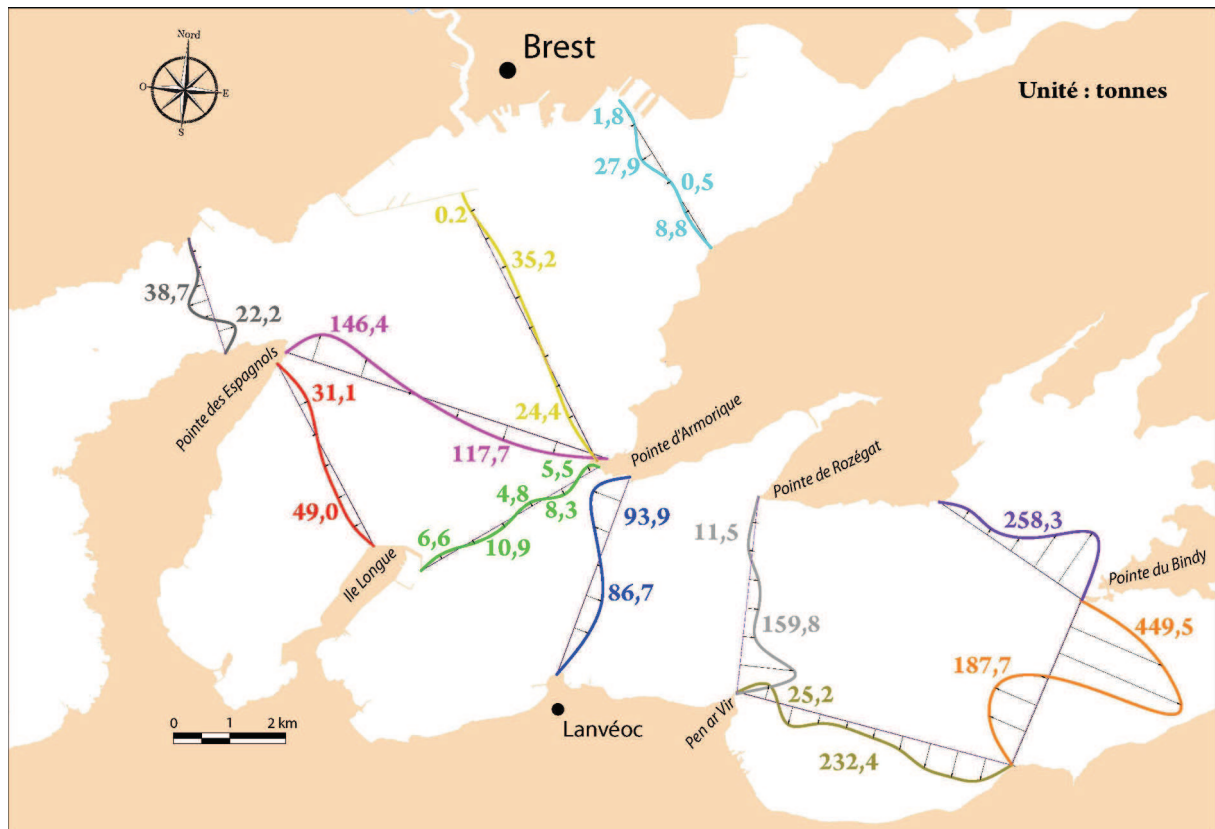 Nord
O
E
S
Brest
Unité : tonnes
1,8
27,9
0,5
8,8
0.2
35,2
24,4
38,7
22,2
Pointe des Espagnols
146,4
117,7
31,1
49,0
Ile Longue
5,5
4,8
8,3
6,6
10,9
Pointe d'Armorique
93,9
86,7
Pointe de Rozégat
11,5
159,8
258,3
Pointe du Bindy
449,5
187,7
25,2
232,4
Pen ar Vir
Lanvéoc
0 1 2 km